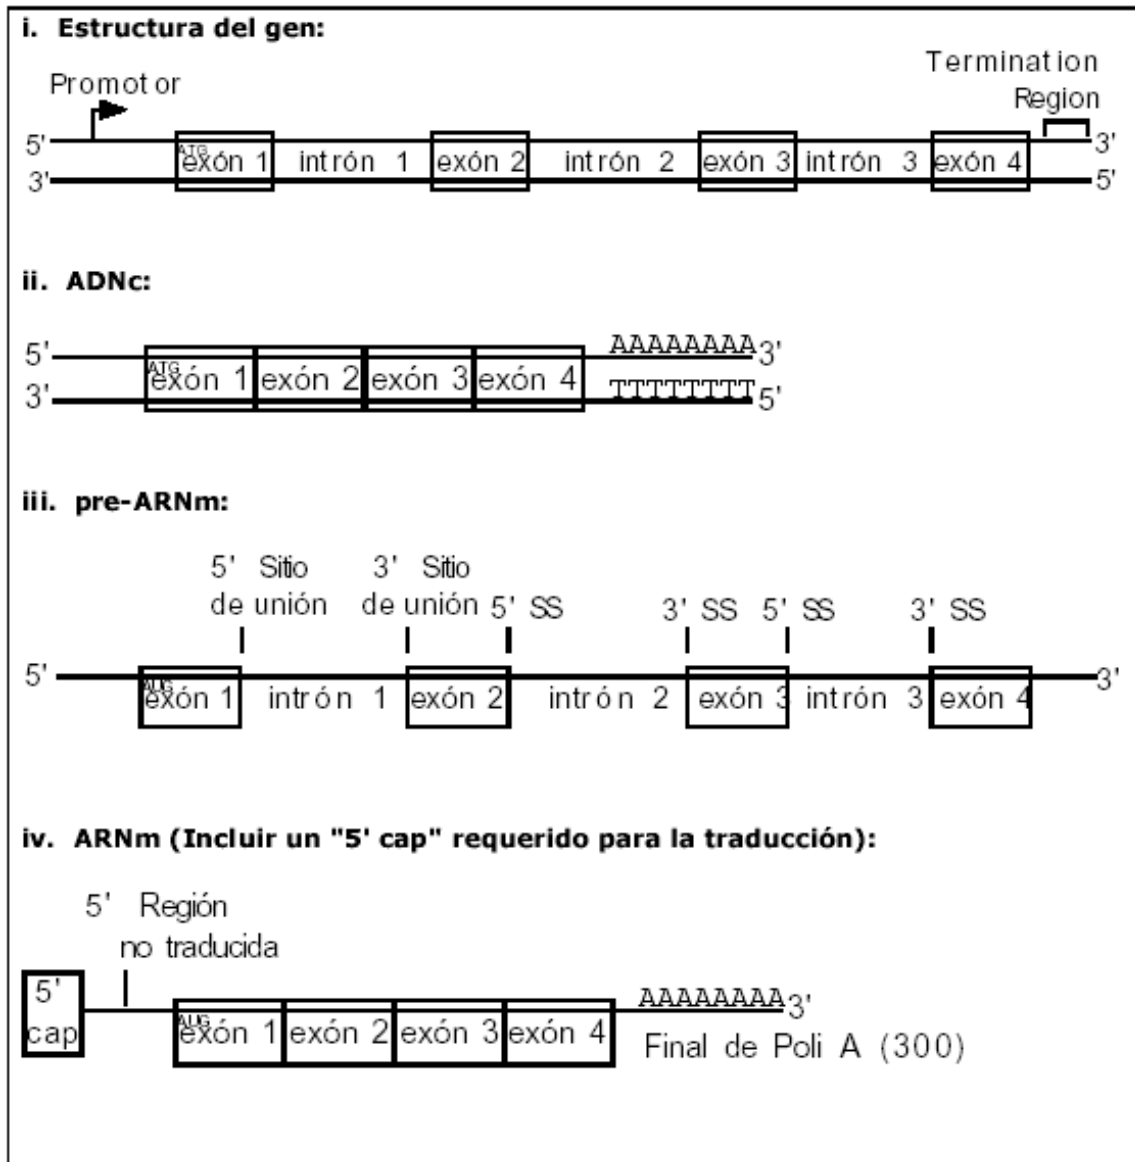 i. Estructura del gen:
Promotor
Termination
Region
5' 3'
ATG
exón 1 intrón 1 exón 2 intrón 2 exón 3 intrón 3 exón 4
3' 5'
ii. ADNc:
5' AAAAAAAA 3'
ATG
exón 1 exón 2 exón 3 exón 4
3' TTTTTTTT 5'
iii. pre-ARNm:
5' Sitio
de unión
3' Sitio
de unión
5' SS 3' SS 5' SS 3' SS
5' 3'
AUG
exón 1 intrón 1 exón 2 intrón 2 exón 3 intrón 3 exón 4
iv. ARNm (Incluir un "5' cap" requerido para la traducción):
5' Región
no traducida
5'
cap
AUG
exón 1 exón 2 exón 3 exón 4
AAAAAAAA 3'
Final de Poli A (300)